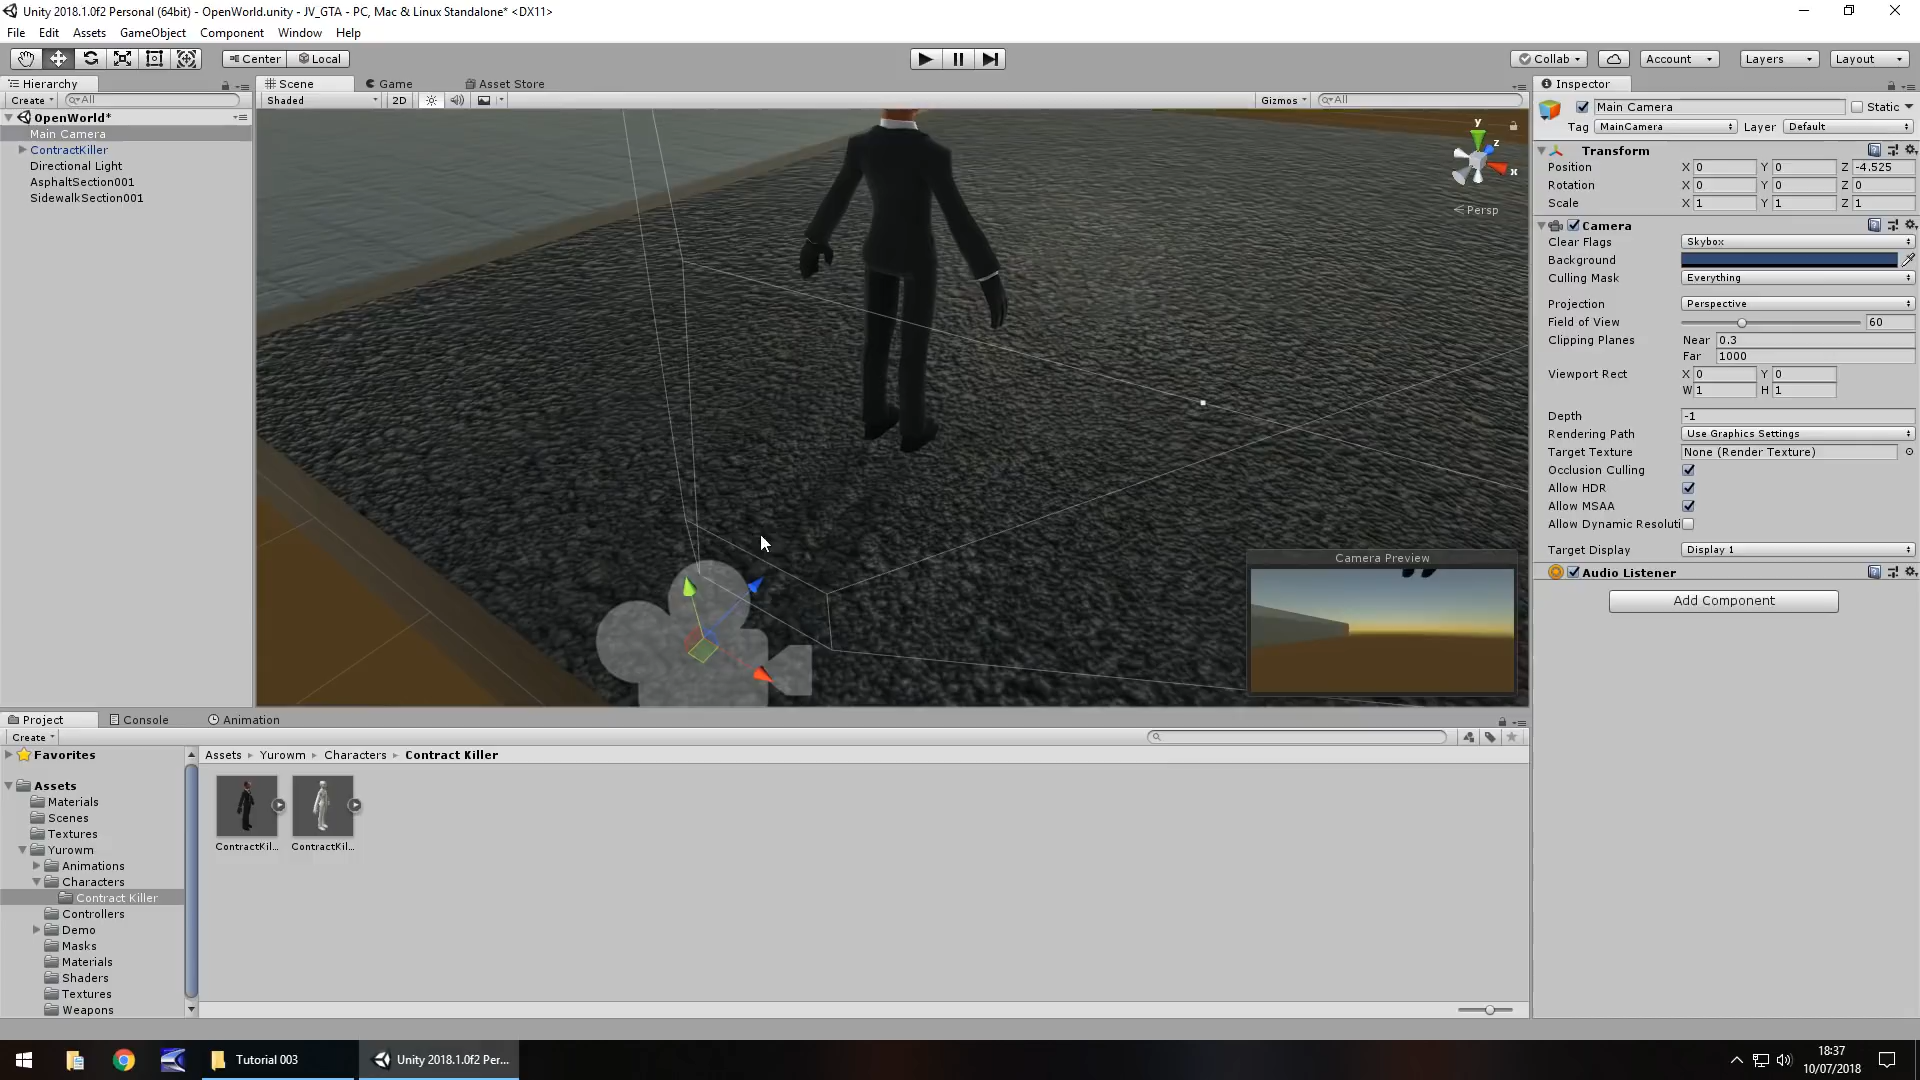 Unity 2018.1.0f2 Personal (64bit) - OpenWorld.unity - JV_GTA - PC, Mac & Linux Standalone* <DX11>
File Edit Assets GameObject Component Window Help
Center Local Collab Account Layers Layout
Hierarchy
Create All
OpenWorld*
Main Camera
ContractKiller
Directional Light
AsphaltSection001
SidewalkSection001
Scene Game Asset Store
Shaded 2D Gizmos All
y
z
x
Persp
Camera Preview
Inspector
Main Camera Static
Tag MainCamera Layer Default
Transform
Position X 0 Y 0 Z -4.525
Rotation X 0 Y 0 Z 0
Scale X 1 Y 1 Z 1
Camera
Clear Flags Skybox
Background
Culling Mask Everything
Projection Perspective
Field of View 60
Clipping Planes Near 0.3
Far 1000
Viewport Rect X 0 Y 0
W 1 H 1
Depth -1
Rendering Path Use Graphics Settings
Target Texture None (Render Texture)
Occlusion Culling
Allow HDR
Allow MSAA
Allow Dynamic Resoluti
Target Display Display 1
Audio Listener
Add Component
Project Console Animation
Create
Favorites
Assets
Materials
Scenes
Textures
Yurowm
Animations
Characters
Contract Killer
Controllers
Demo
Masks
Materials
Shaders
Textures
Weapons
Assets Yurowm Characters Contract Killer
ContractKil... ContractKil...
Tutorial 003 Unity 2018.1.0f2 Per...
18:37
10/07/2018